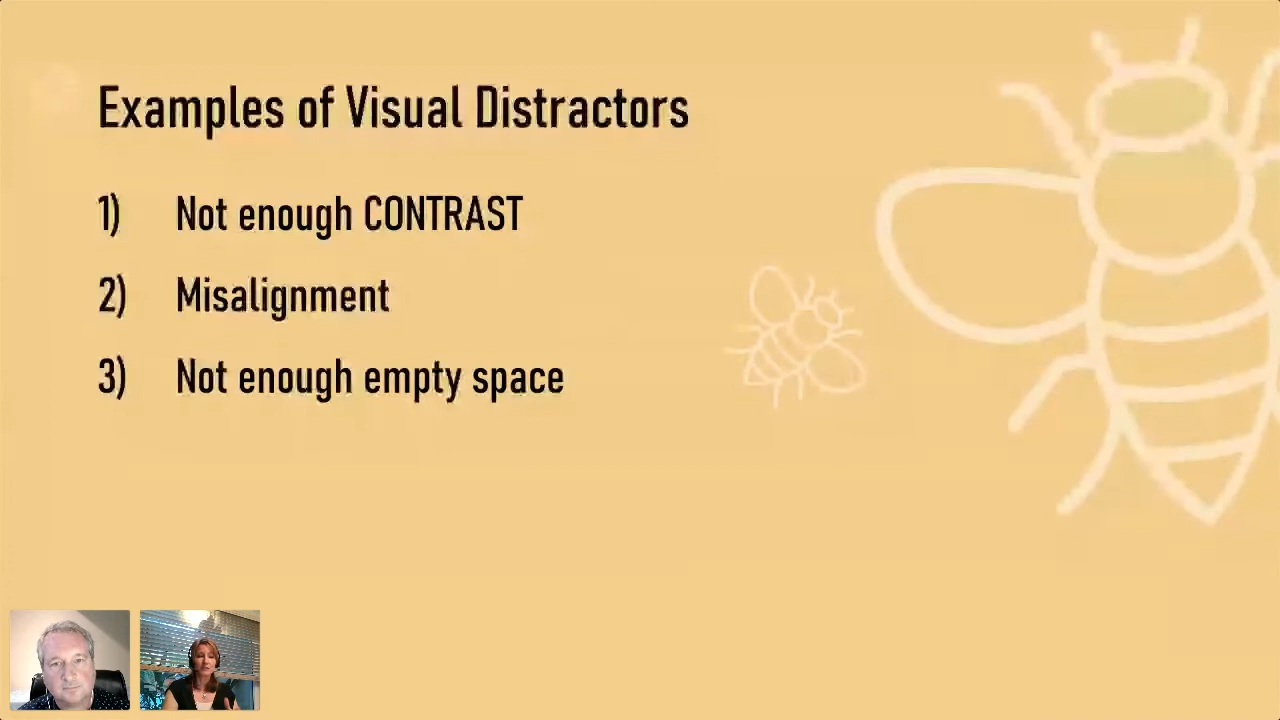 Examples of Visual Distractors
1) Not enough CONTRAST
2) Misalignment
3) Not enough empty space